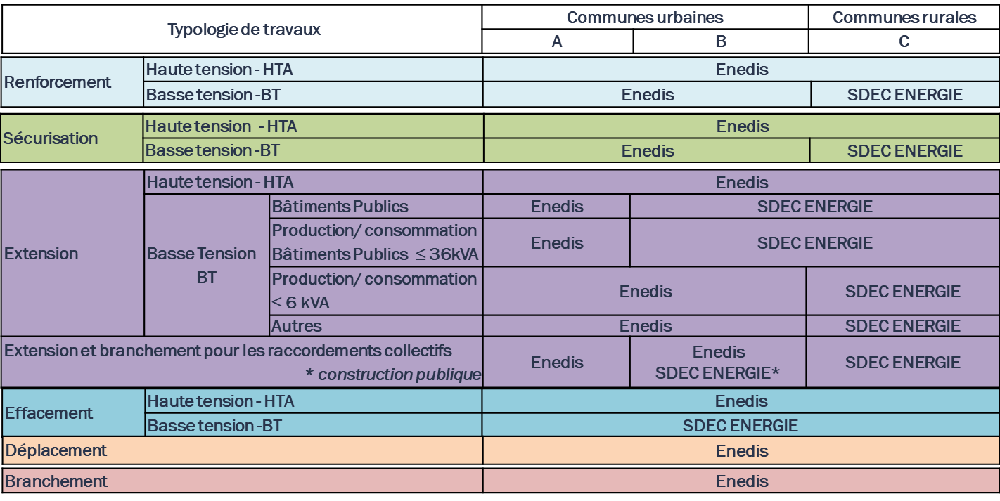 Typologie de travaux
Communes urbaines
Communes rurales
A
B
C
Renforcement
Haute tension - HTA
Enedis
Basse tension -BT
Enedis
SDEC ENERGIE
Sécurisation
Haute tension - HTA
Enedis
Basse tension -BT
Enedis
SDEC ENERGIE
Extension
Haute tension - HTA
Enedis
Basse Tension
BT
Bâtiments Publics
Enedis
SDEC ENERGIE
Production/ consommation
Bâtiments Publics ≤ 36kVA
Enedis
SDEC ENERGIE
Production/ consommation
≤ 6 kVA
Enedis
SDEC ENERGIE
Autres
Enedis
SDEC ENERGIE
Extension et branchement pour les raccordements collectifs
* construction publique
Enedis
Enedis
SDEC ENERGIE*
SDEC ENERGIE
Effacement
Haute tension - HTA
Enedis
Basse tension -BT
SDEC ENERGIE
Déplacement
Enedis
Branchement
Enedis